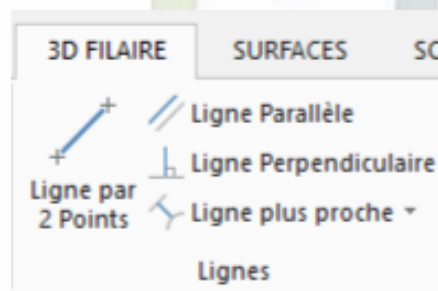 3D FILAIRE
SURFACES
Ligne par
2 Points
Ligne Parallèle
Ligne Perpendiculaire
Ligne plus proche
Lignes